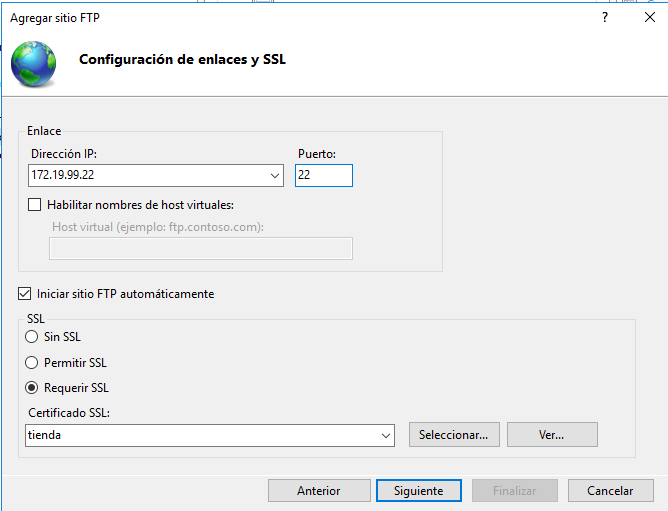 Agregar sitio FTP
Configuración de enlaces y SSL
Enlace
Dirección IP: Puerto:
172.19.99.22 22
Habilitar nombres de host virtuales:
Host virtual (ejemplo: ftp.contoso.com):
Iniciar sitio FTP automáticamente
SSL
Sin SSL
Permitir SSL
Requerir SSL
Certificado SSL:
tienda Seleccionar... Ver...
Anterior Siguiente Finalizar Cancelar